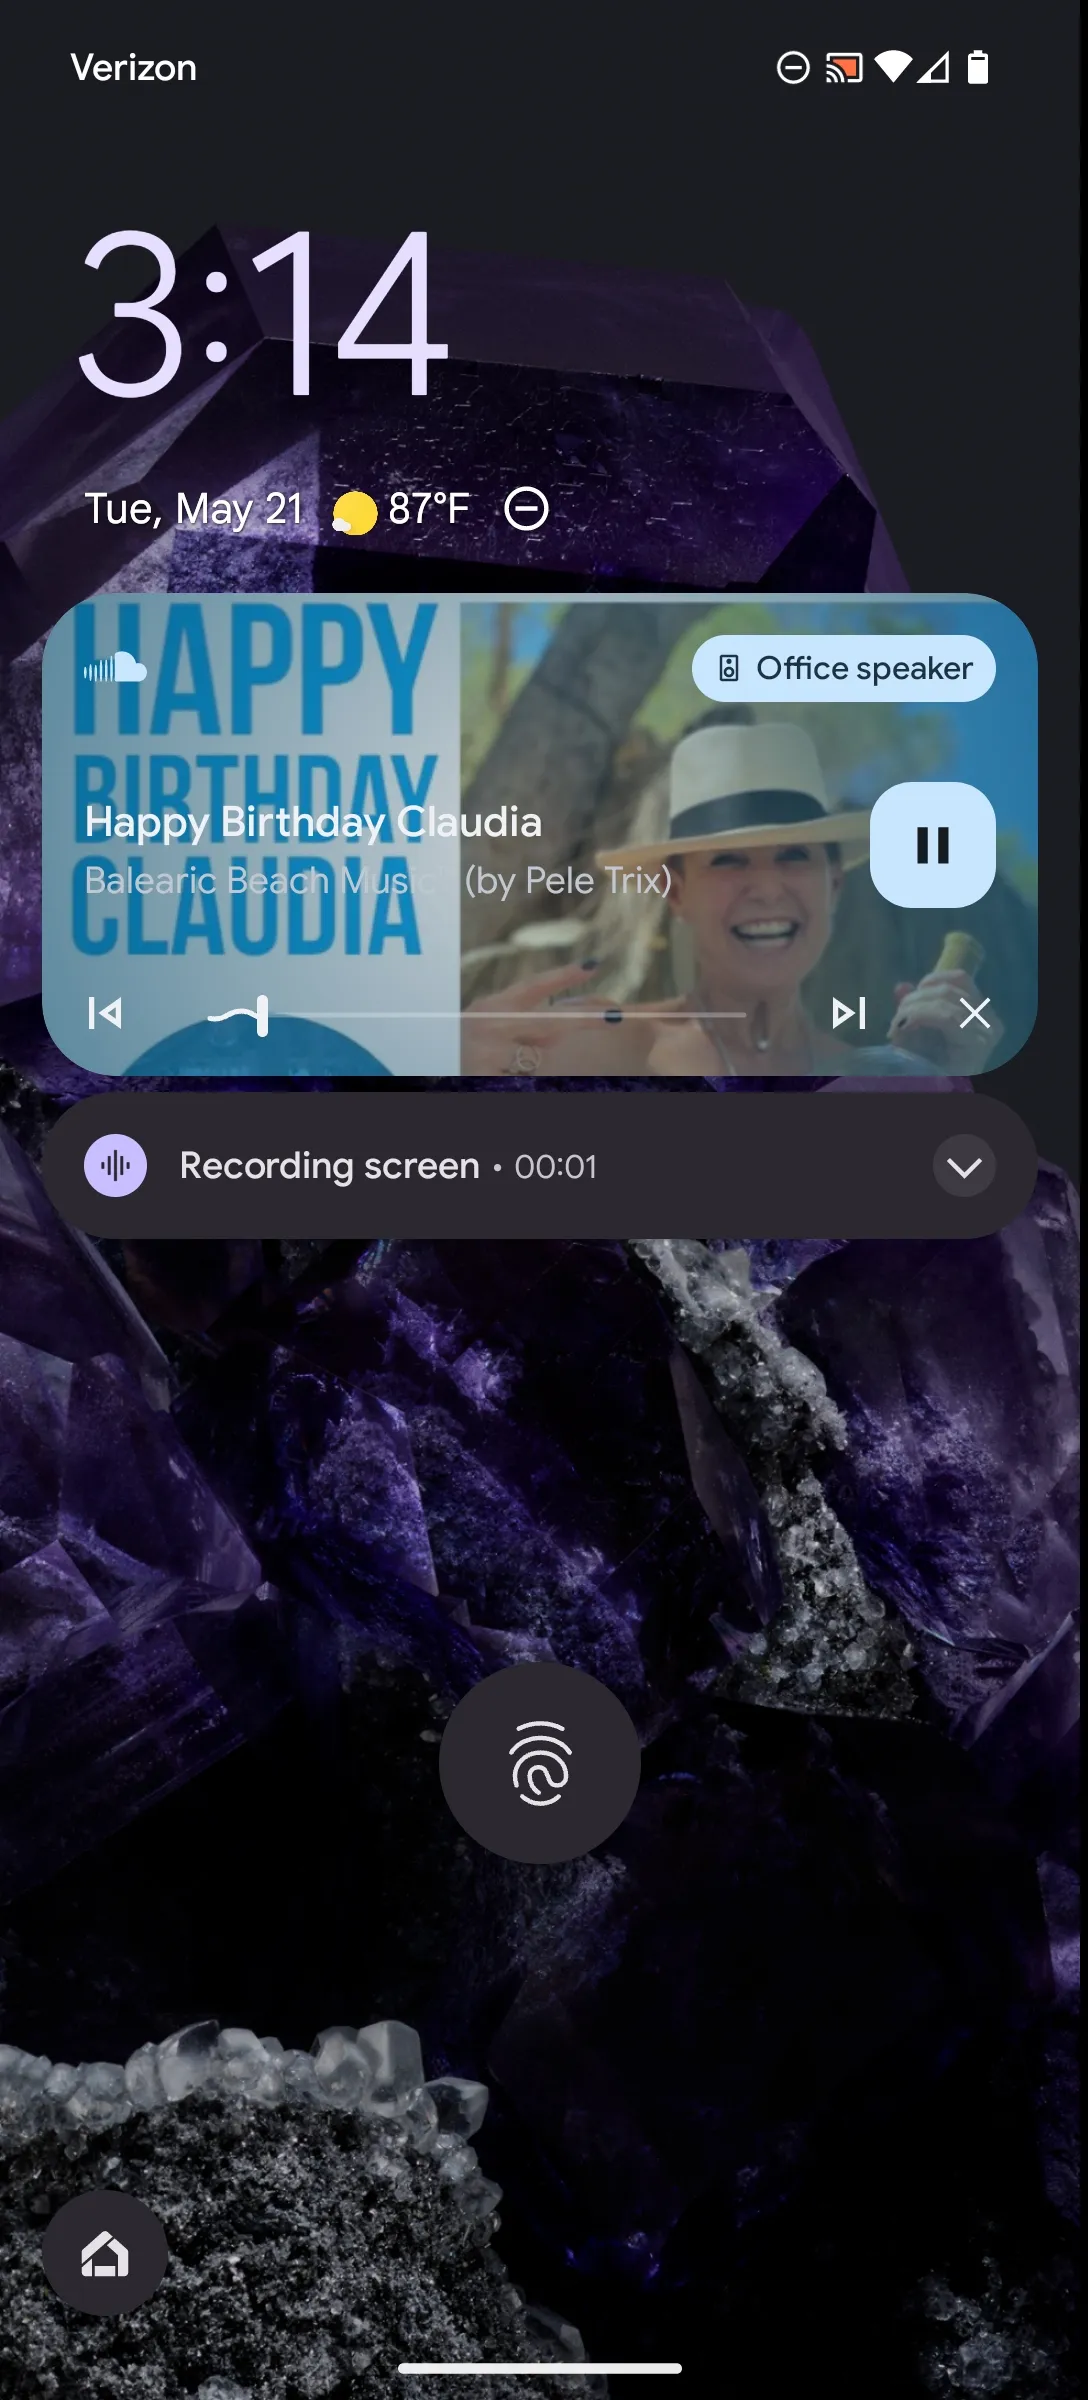 Verizon
3:14
Tue, May 21 87°F
HAPPY
BIRTHDAY
CLAUDIA
Office speaker
Happy Birthday Claudia
Balearic Beach Music™ (by Pele Trix)
Recording screen • 00:01